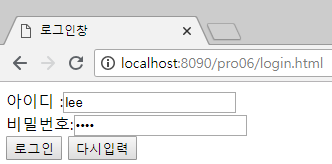 로그인창
localhost:8090/pro06/login.html
아이디 :lee
비밀번호:••••
로그인 다시입력